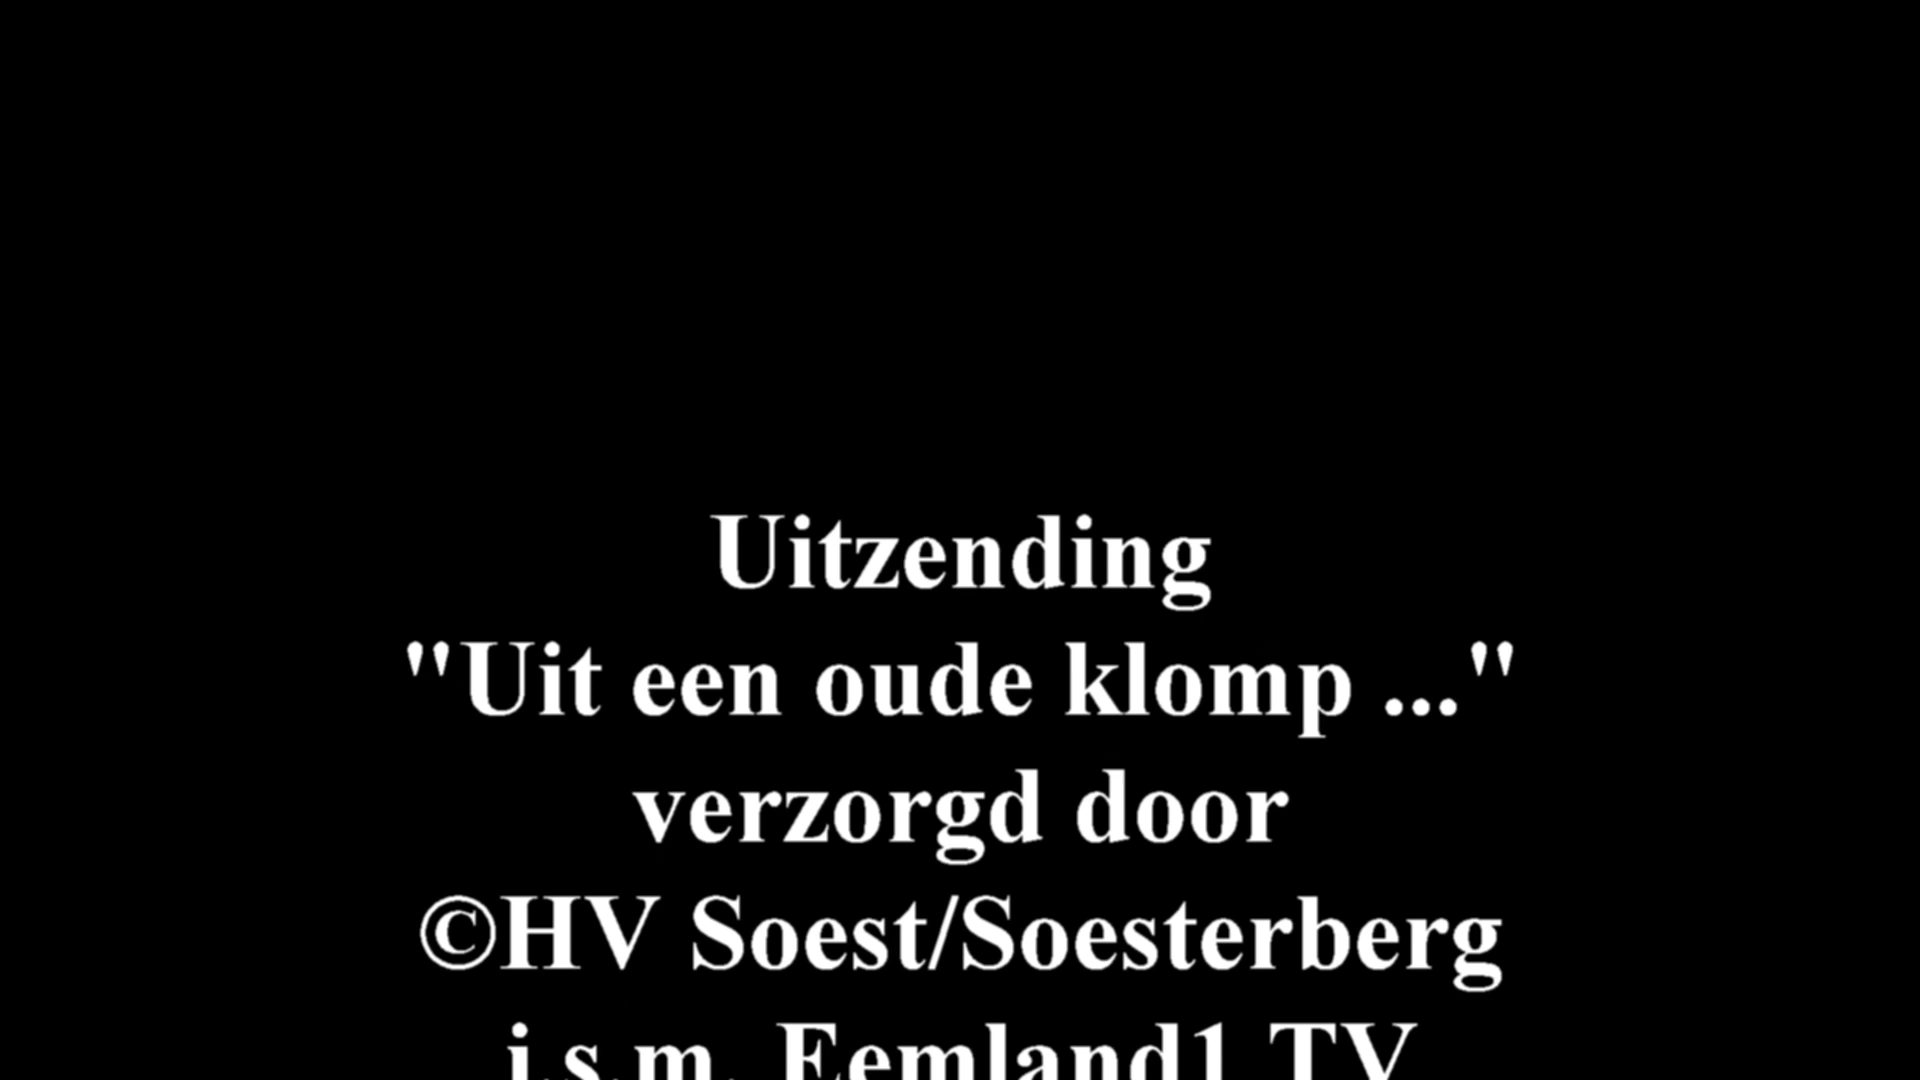 Uitzending
"Uit een oude klomp ..."
verzorgd door
©HV Soest/Soesterberg
i.s.m. Eemland1 TV